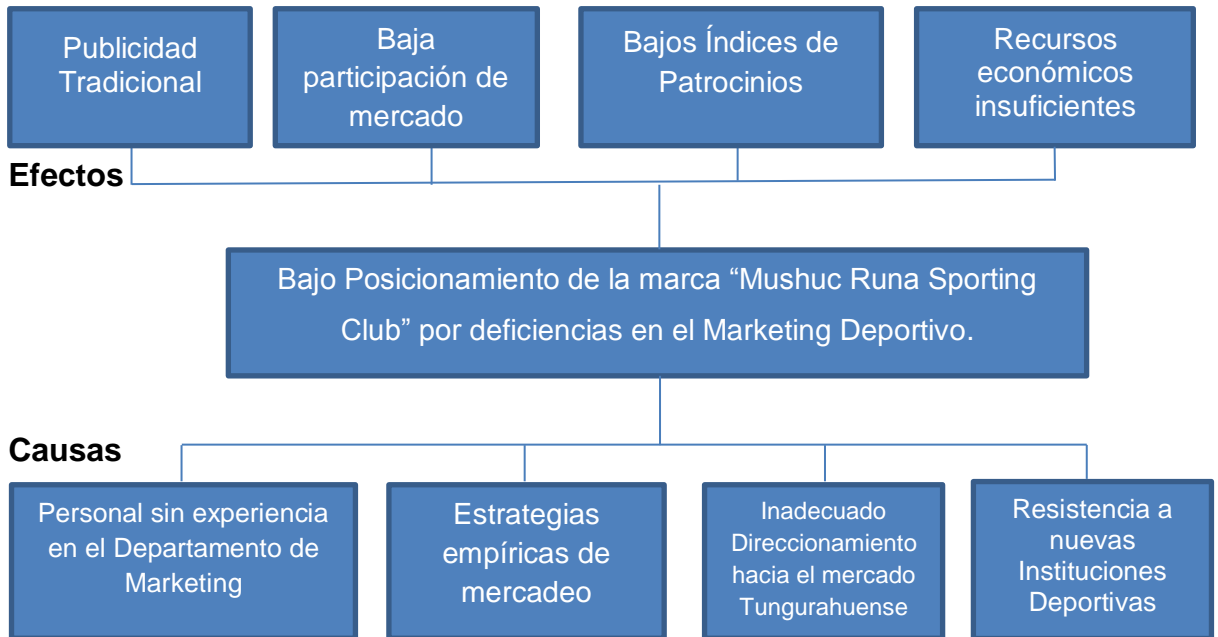 Publicidad
Tradicional
Baja
participación de
mercado
Bajos Índices de
Patrocinios
Recursos
económicos
insuficientes
Efectos
Bajo Posicionamiento de la marca “Mushuc Runa Sporting
Club” por deficiencias en el Marketing Deportivo.
Causas
Personal sin experiencia
en el Departamento de
Marketing
Estrategias
empíricas de
mercadeo
Inadecuado
Direccionamiento
hacia el mercado
Tungurahuense
Resistencia a
nuevas
Instituciones
Deportivas